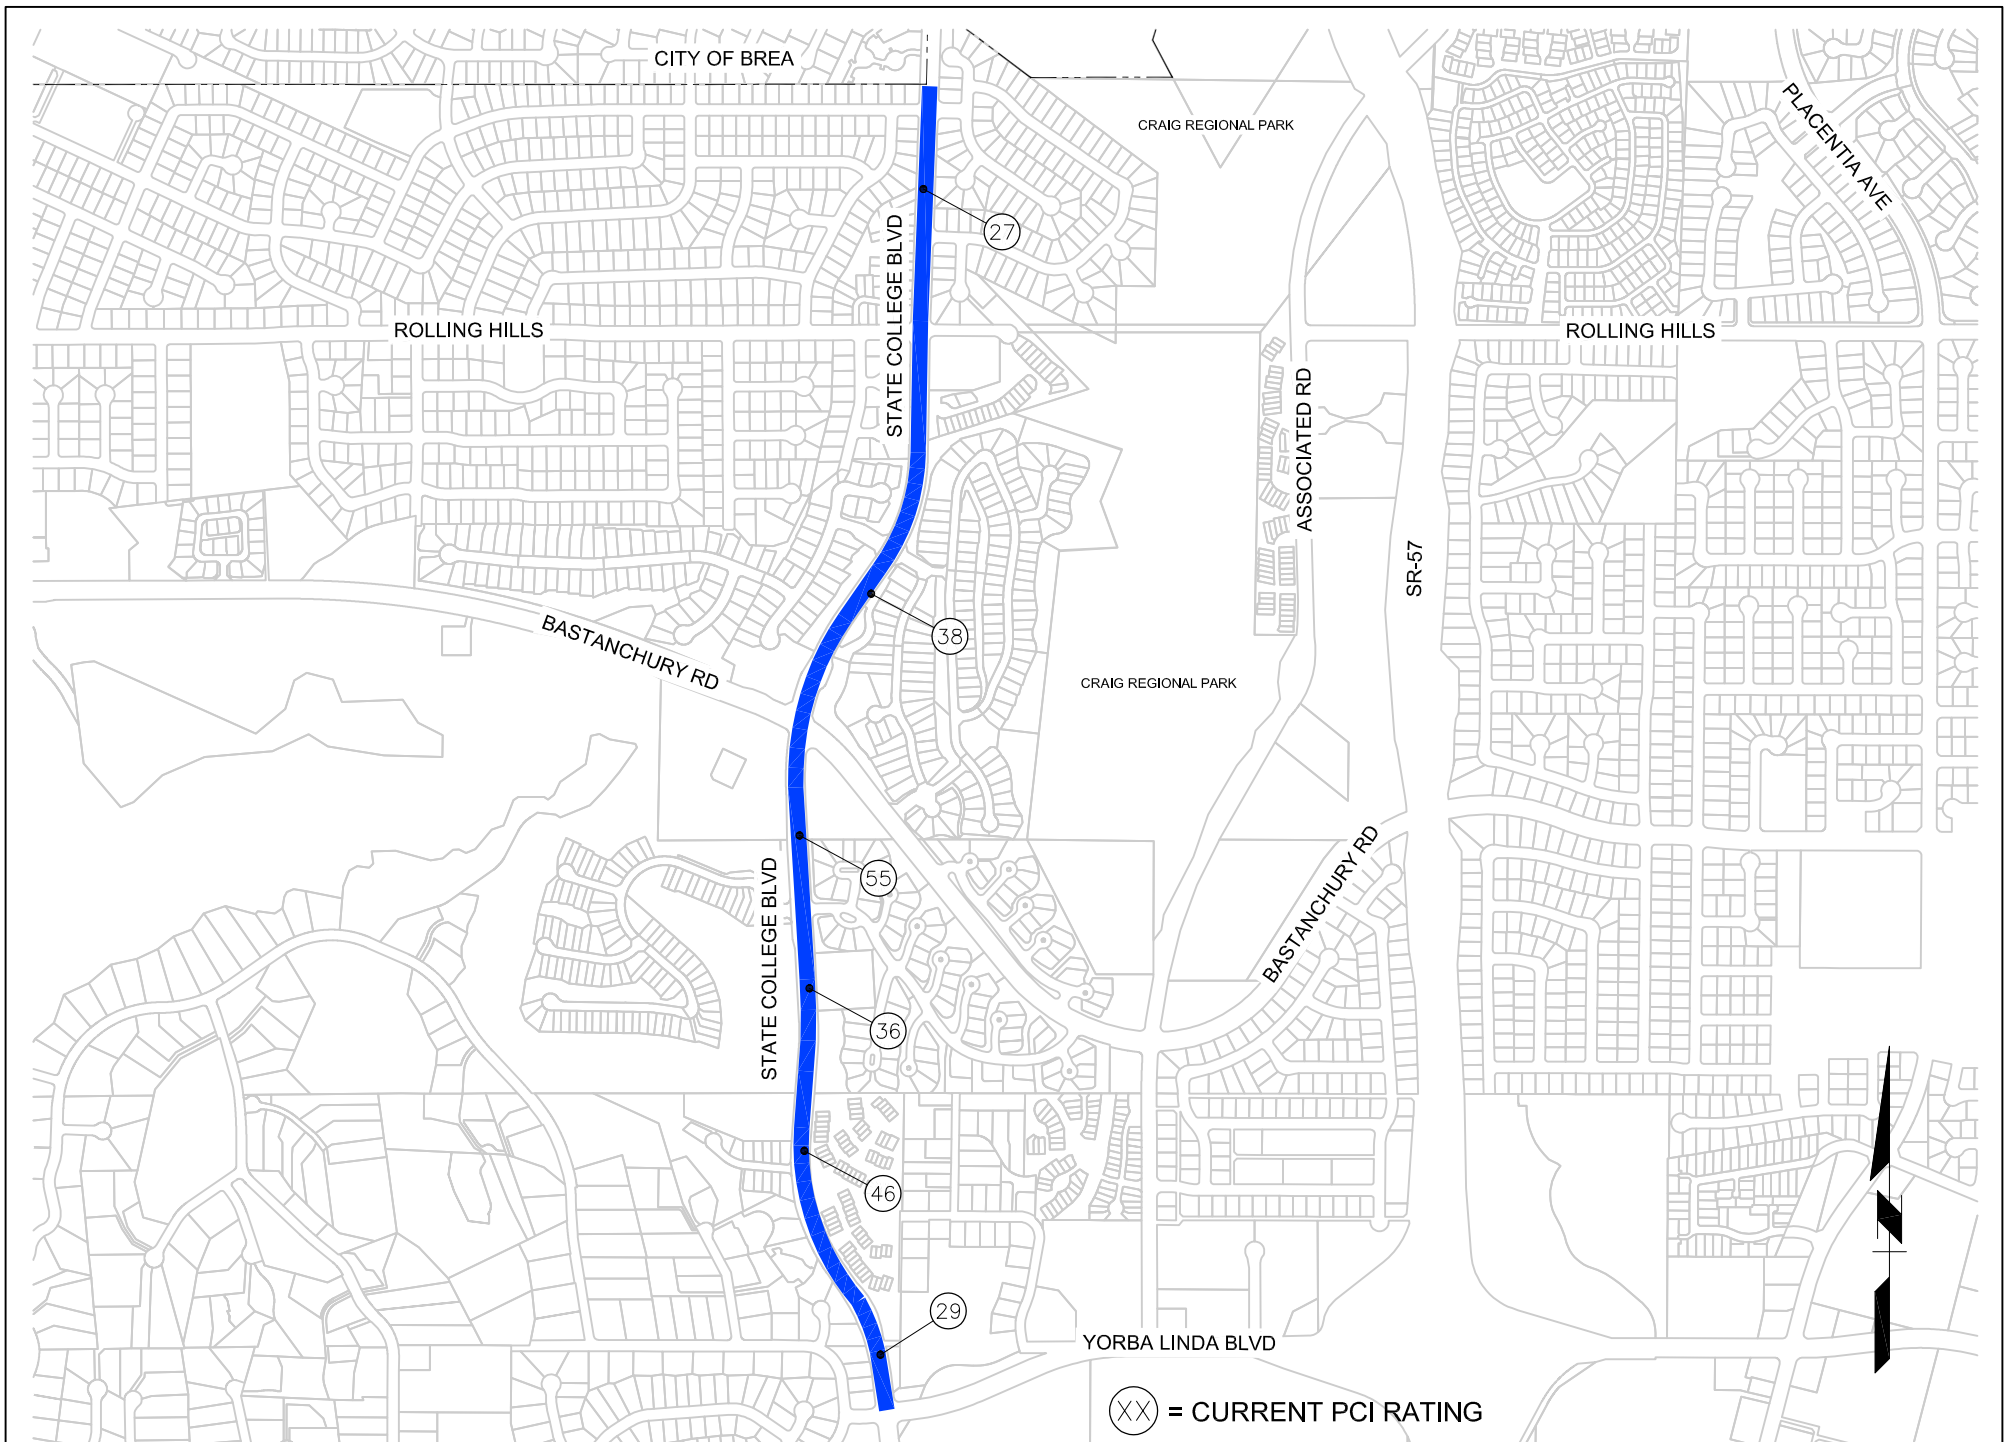 CITY OF BREA
CRAIG REGIONAL PARK
PLACENTIA AVE
27
STATE COLLEGE BLVD
ROLLING HILLS
ROLLING HILLS
ASSOCIATED RD
SR-57
BASTANCHURY RD
38
CRAIG REGIONAL PARK
55
STATE COLLEGE BLVD
BASTANCHURY RD
36
46
29
YORBA LINDA BLVD
XX = CURRENT PCI RATING
N